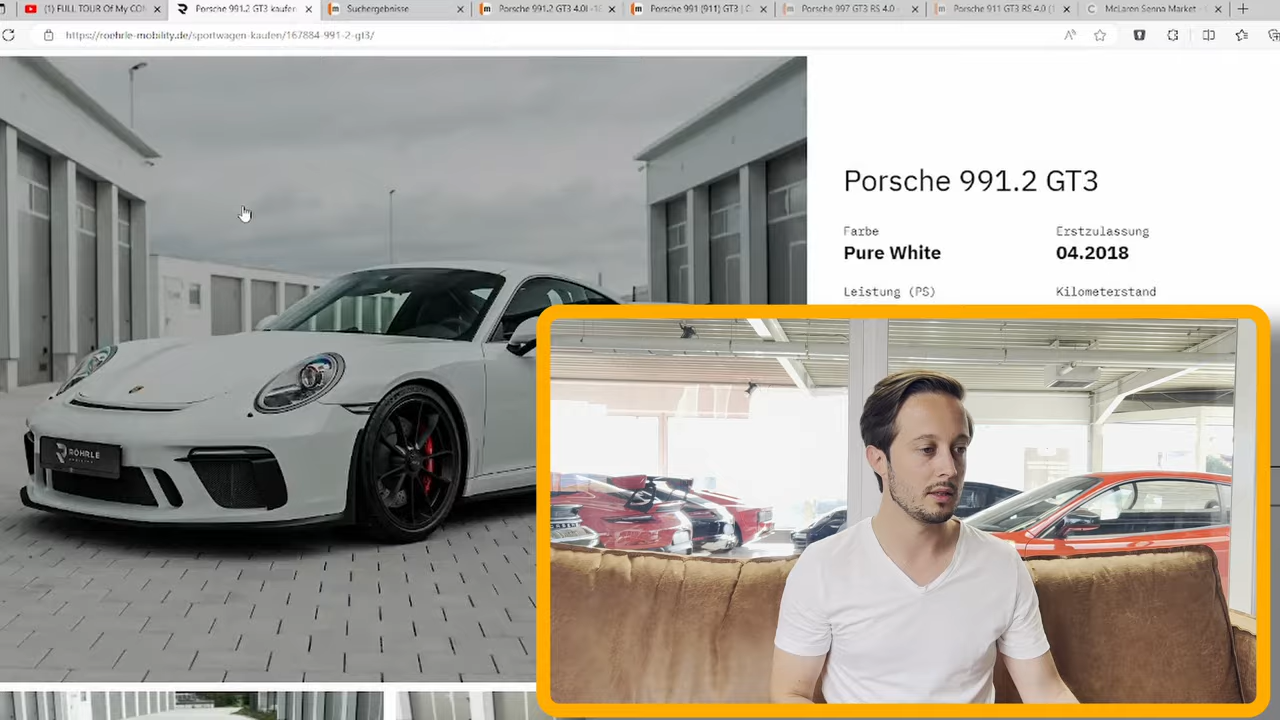 (1) FULL TOUR Of My CON
Porsche 991.2 GT3 kaufen
Suchergebnisse
Porsche 991.2 GT3 4.0i
Porsche 991 (911) GT3 | C
Porsche 997 GT3 RS 4.0 -
Porsche 911 GT3 RS 4.0 (
McLaren Senna Market -
https://roehrle-mobility.de/sportwagen-kaufen/167884-991-2-gt3/
Porsche 991.2 GT3
Farbe
Erstzulassung
Pure White
04.2018
Leistung (PS)
Kilometerstand
RÖHRLE